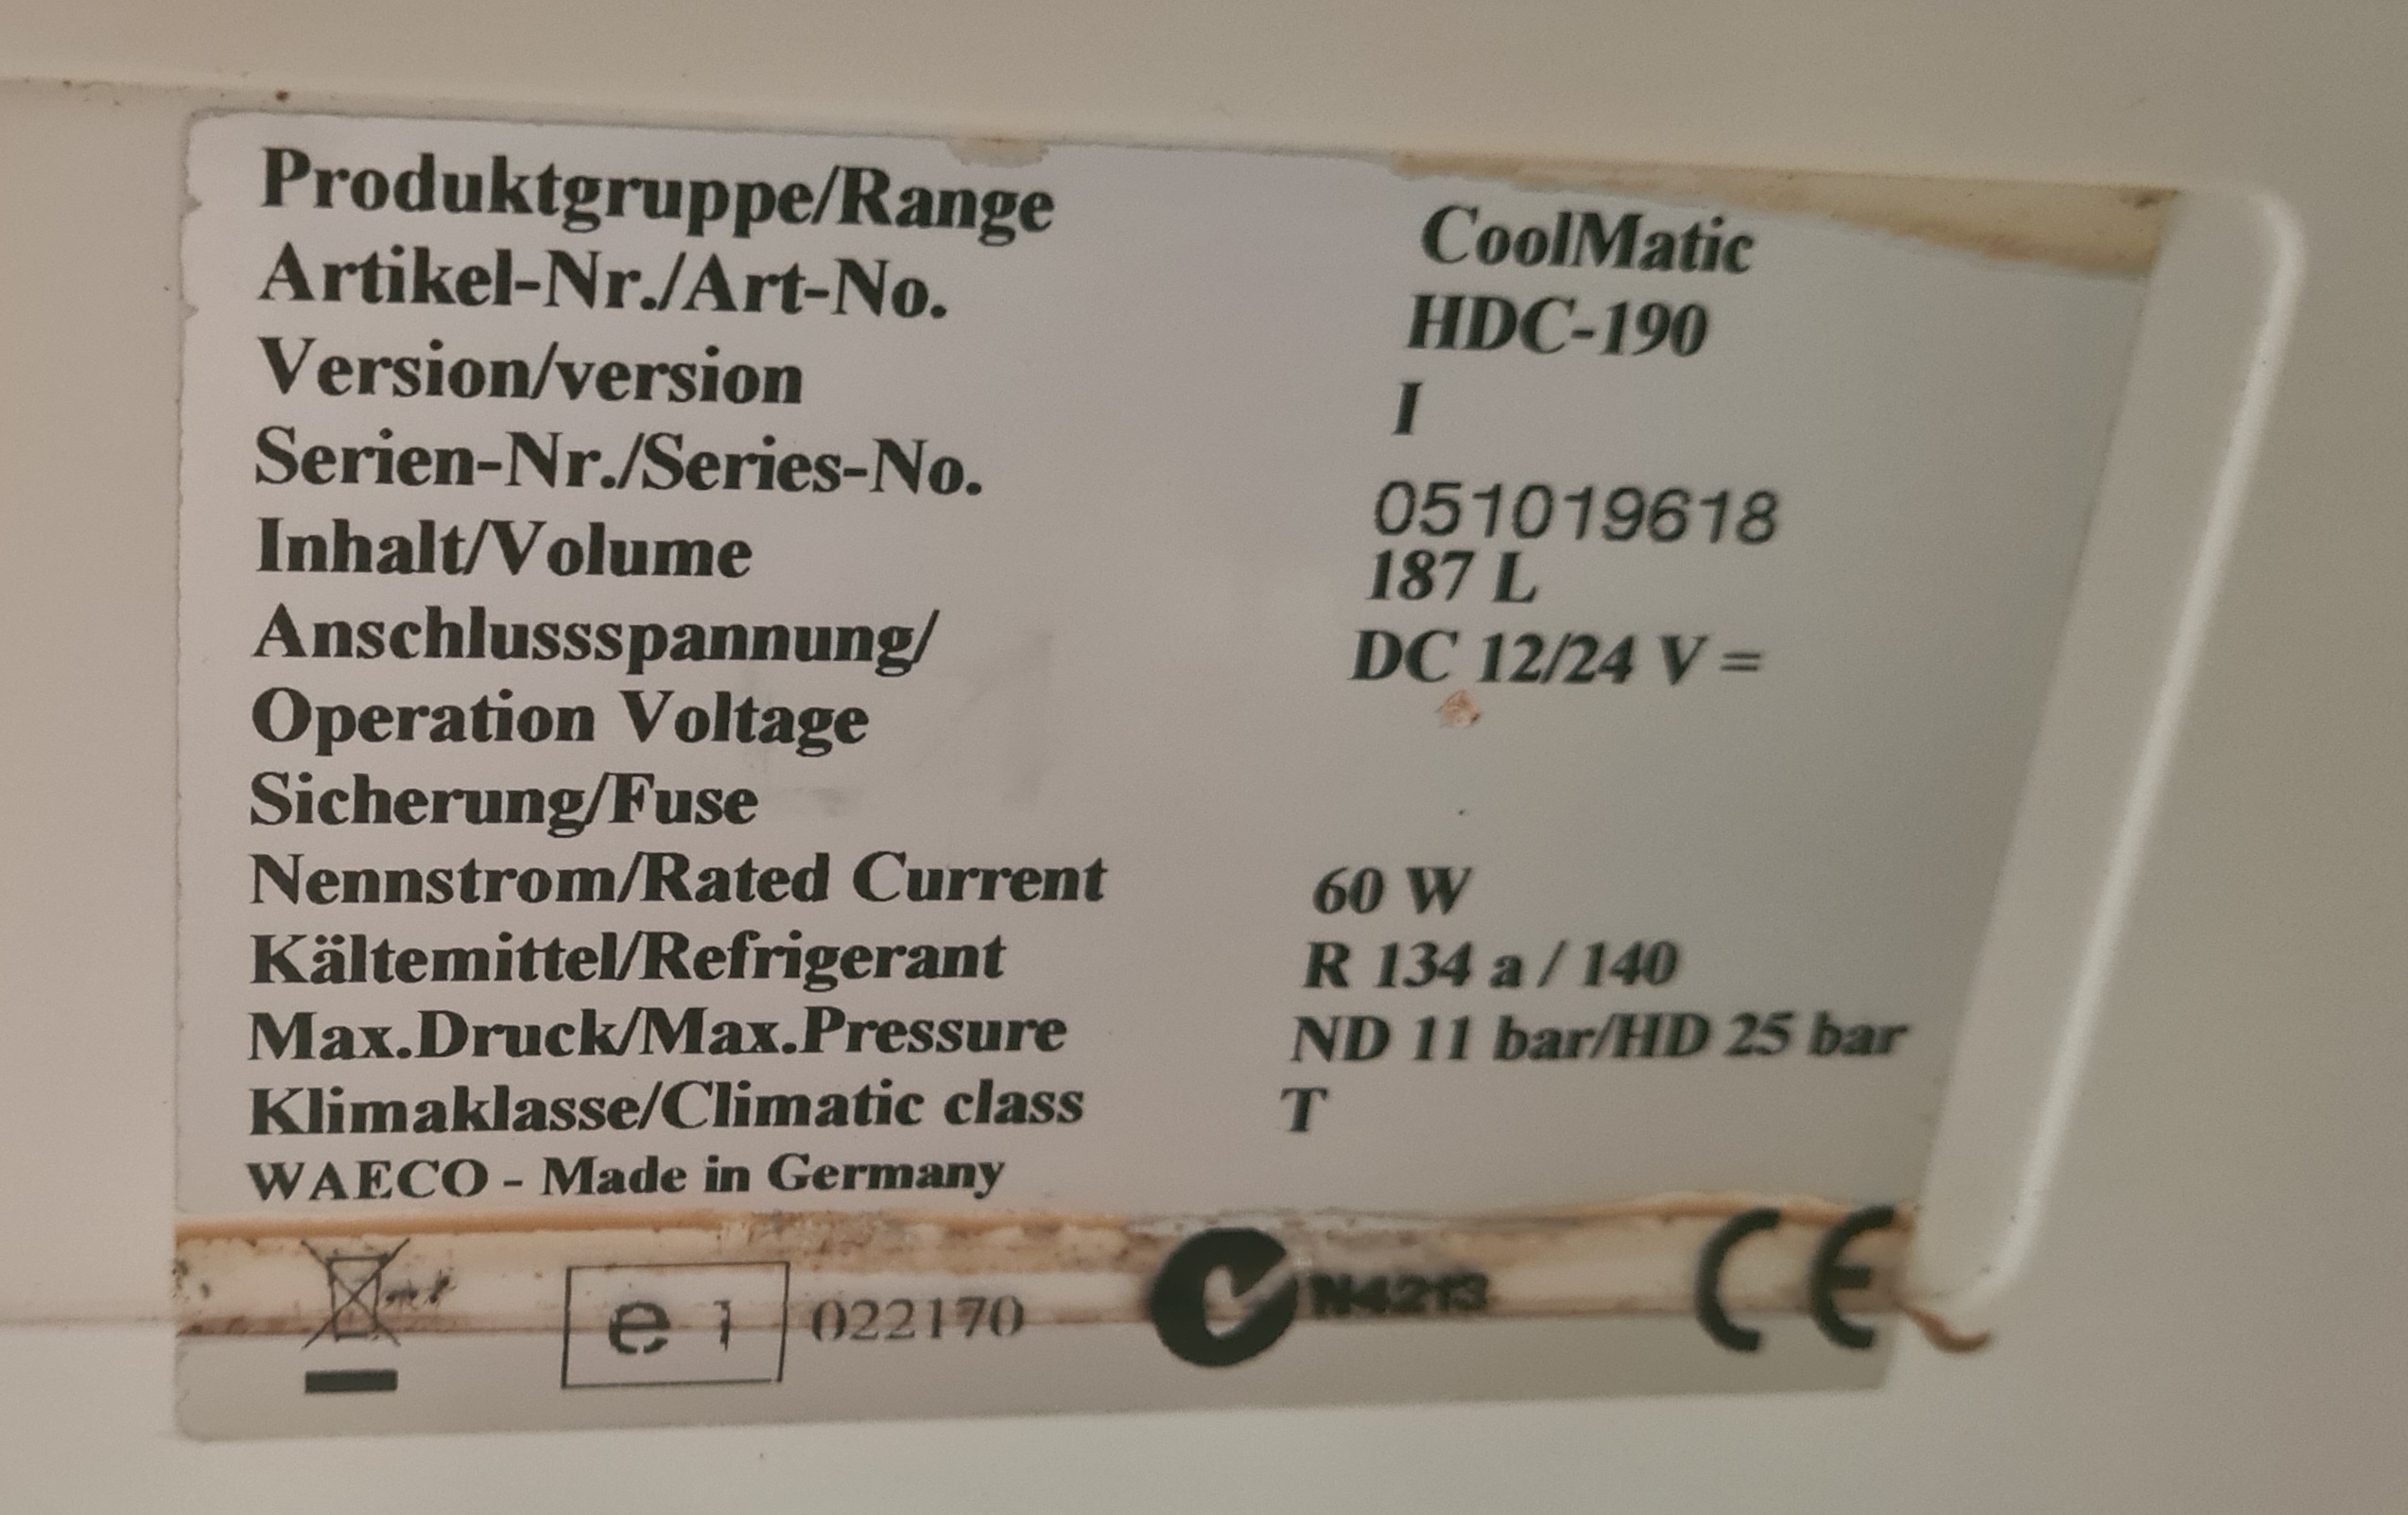 Produktgruppe/Range CoolMatic
Artikel-Nr./Art-No. HDC-190
Version/version I
Serien-Nr./Series-No. 051019618
Inhalt/Volume 187 L
Anschlussspannung/ DC 12/24 V =
Operation Voltage
Sicherung/Fuse
Nennstrom/Rated Current 60 W
Kältemittel/Refrigerant R 134 a / 140
Max.Druck/Max.Pressure ND 11 bar/HD 25 bar
Klimaklasse/Climatic class T
WAECO - Made in Germany
e 1 022170 N4213 CE